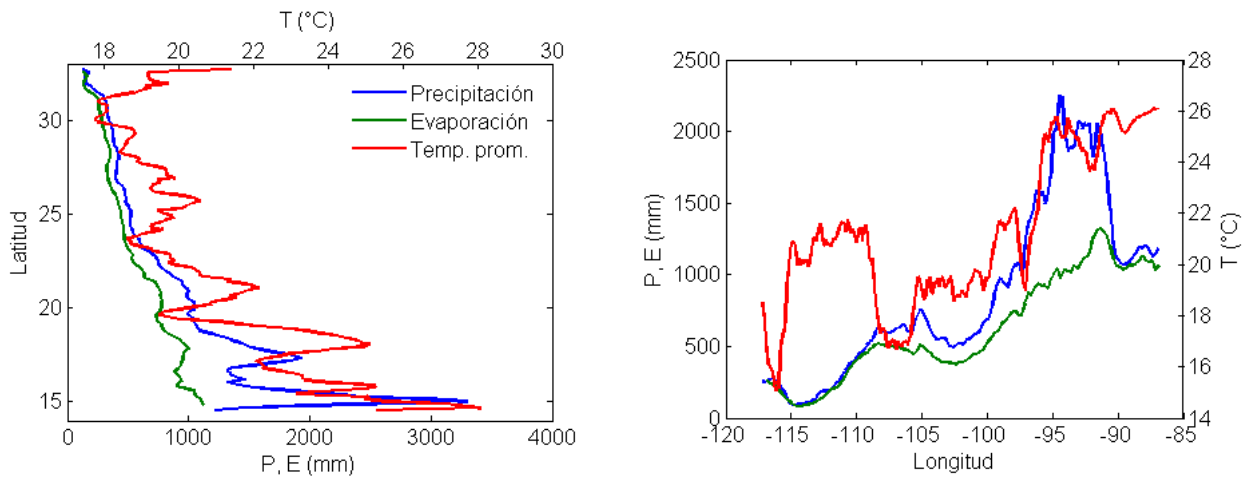 T (°C)
18 20 22 24 26 28 30
Precipitación
Evaporación
Temp. prom.
Latitud
30
25
20
15
0 1000 2000 3000 4000
P, E (mm)
2500
2000
1500
1000
500
0
P, E (mm)
28
26
24
22
20
18
16
14
T (°C)
-120 -115 -110 -105 -100 -95 -90 -85
Longitud